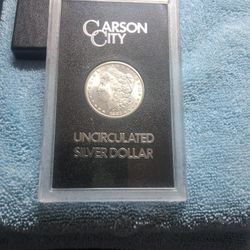 CARSON
CITY
UNCIRCULATED
SILVER DOLLAR